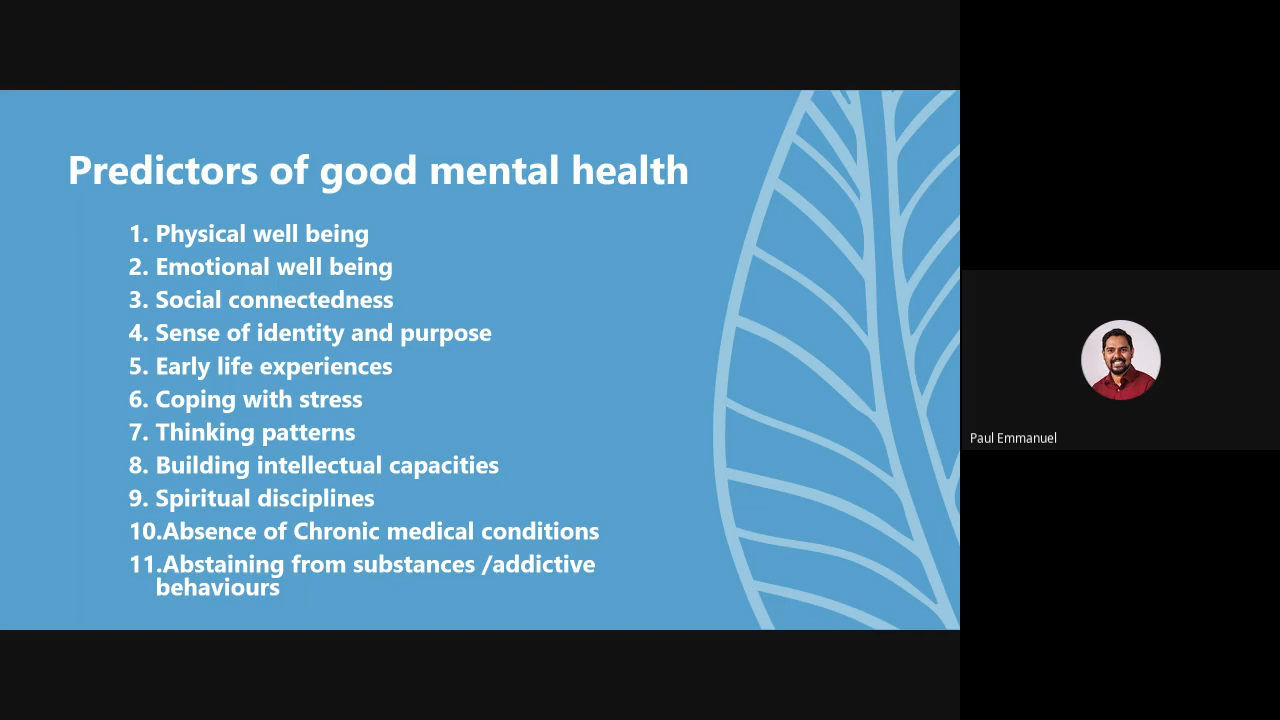 Predictors of good mental health
1. Physical well being
2. Emotional well being
3. Social connectedness
4. Sense of identity and purpose
5. Early life experiences
6. Coping with stress
7. Thinking patterns
8. Building intellectual capacities
9. Spiritual disciplines
10.Absence of Chronic medical conditions
11.Abstaining from substances /addictive
behaviours
Paul Emmanuel